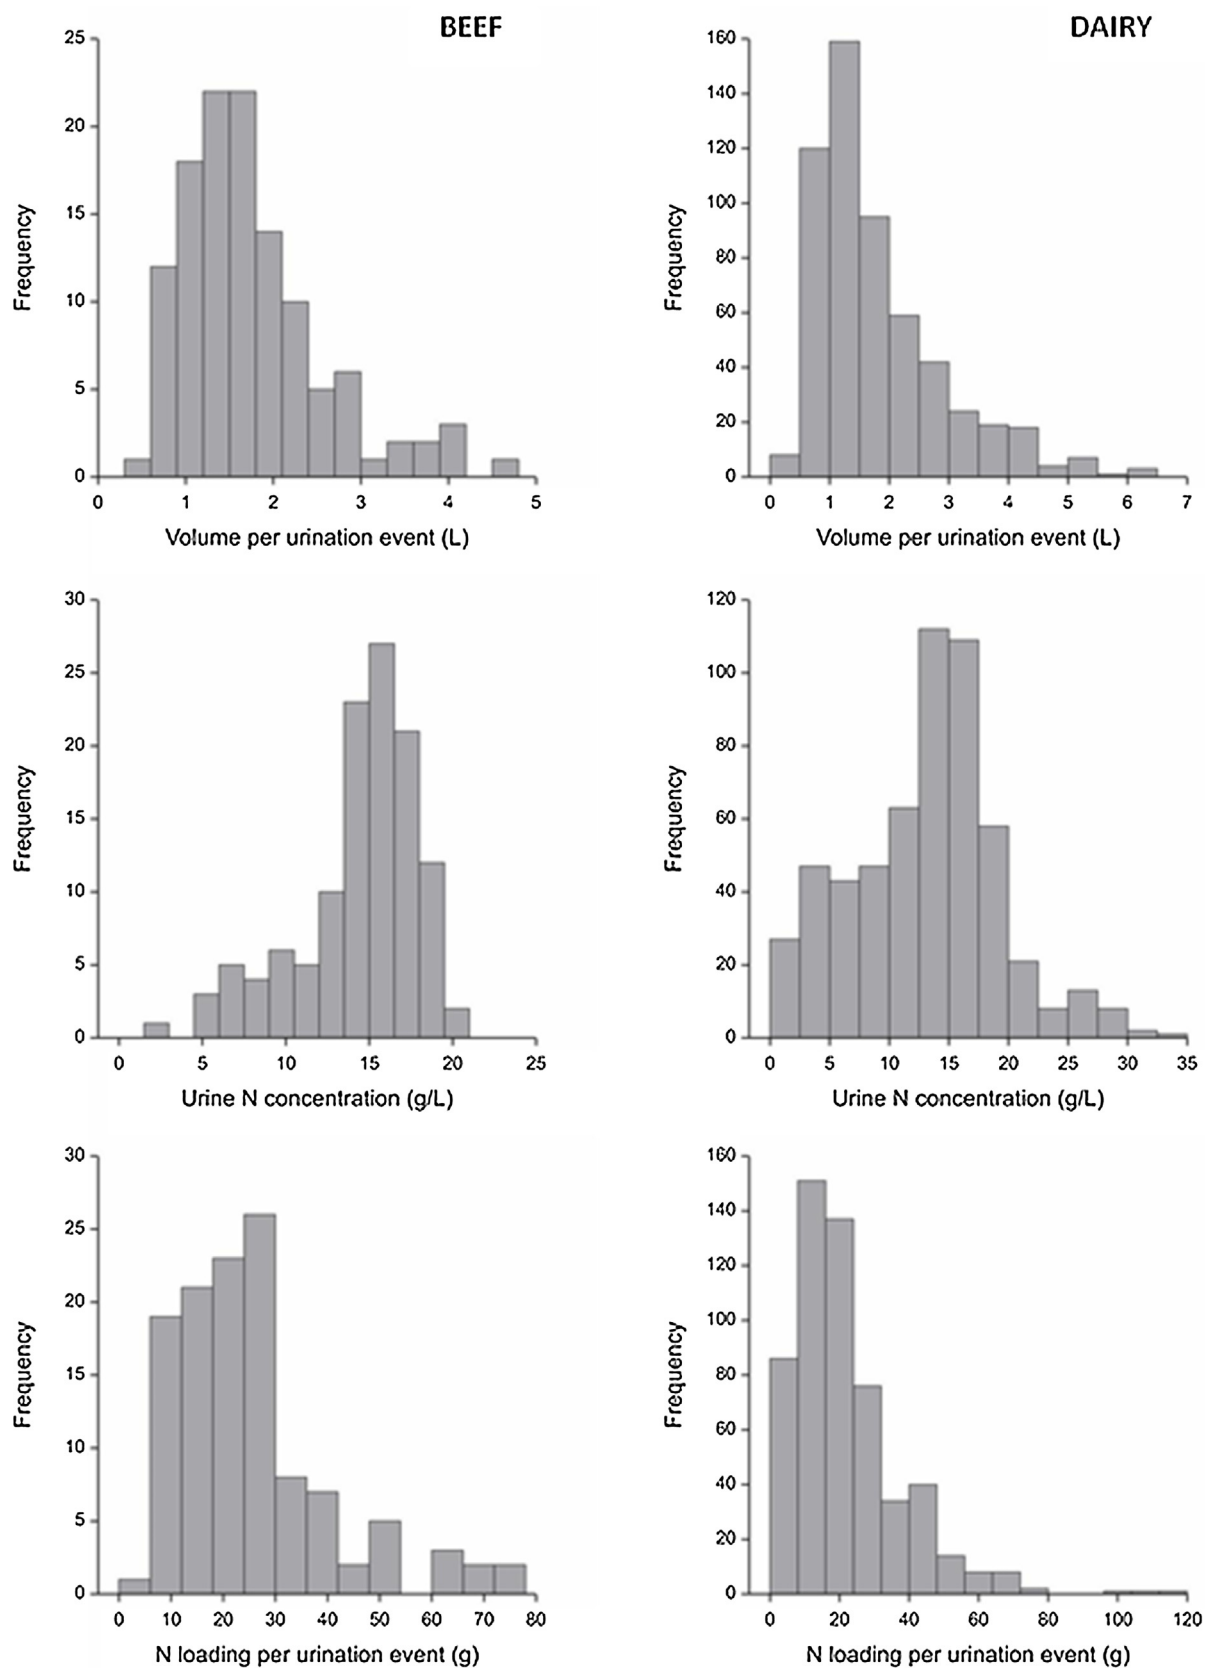 BEEF
DAIRY
25
20
15
10
5
0
Frequency
0 1 2 3 4 5
Volume per urination event (L)
160
140
120
100
80
60
40
20
0
Frequency
0 1 2 3 4 5 6 7
Volume per urination event (L)
30
25
20
15
10
5
0
Frequency
0 5 10 15 20 25
Urine N concentration (g/L)
120
100
80
60
40
20
0
Frequency
0 5 10 15 20 25 30 35
Urine N concentration (g/L)
30
25
20
15
10
5
0
Frequency
0 10 20 30 40 50 60 70 80
N loading per urination event (g)
160
140
120
100
80
60
40
20
0
Frequency
0 20 40 60 80 100 120
N loading per urination event (g)